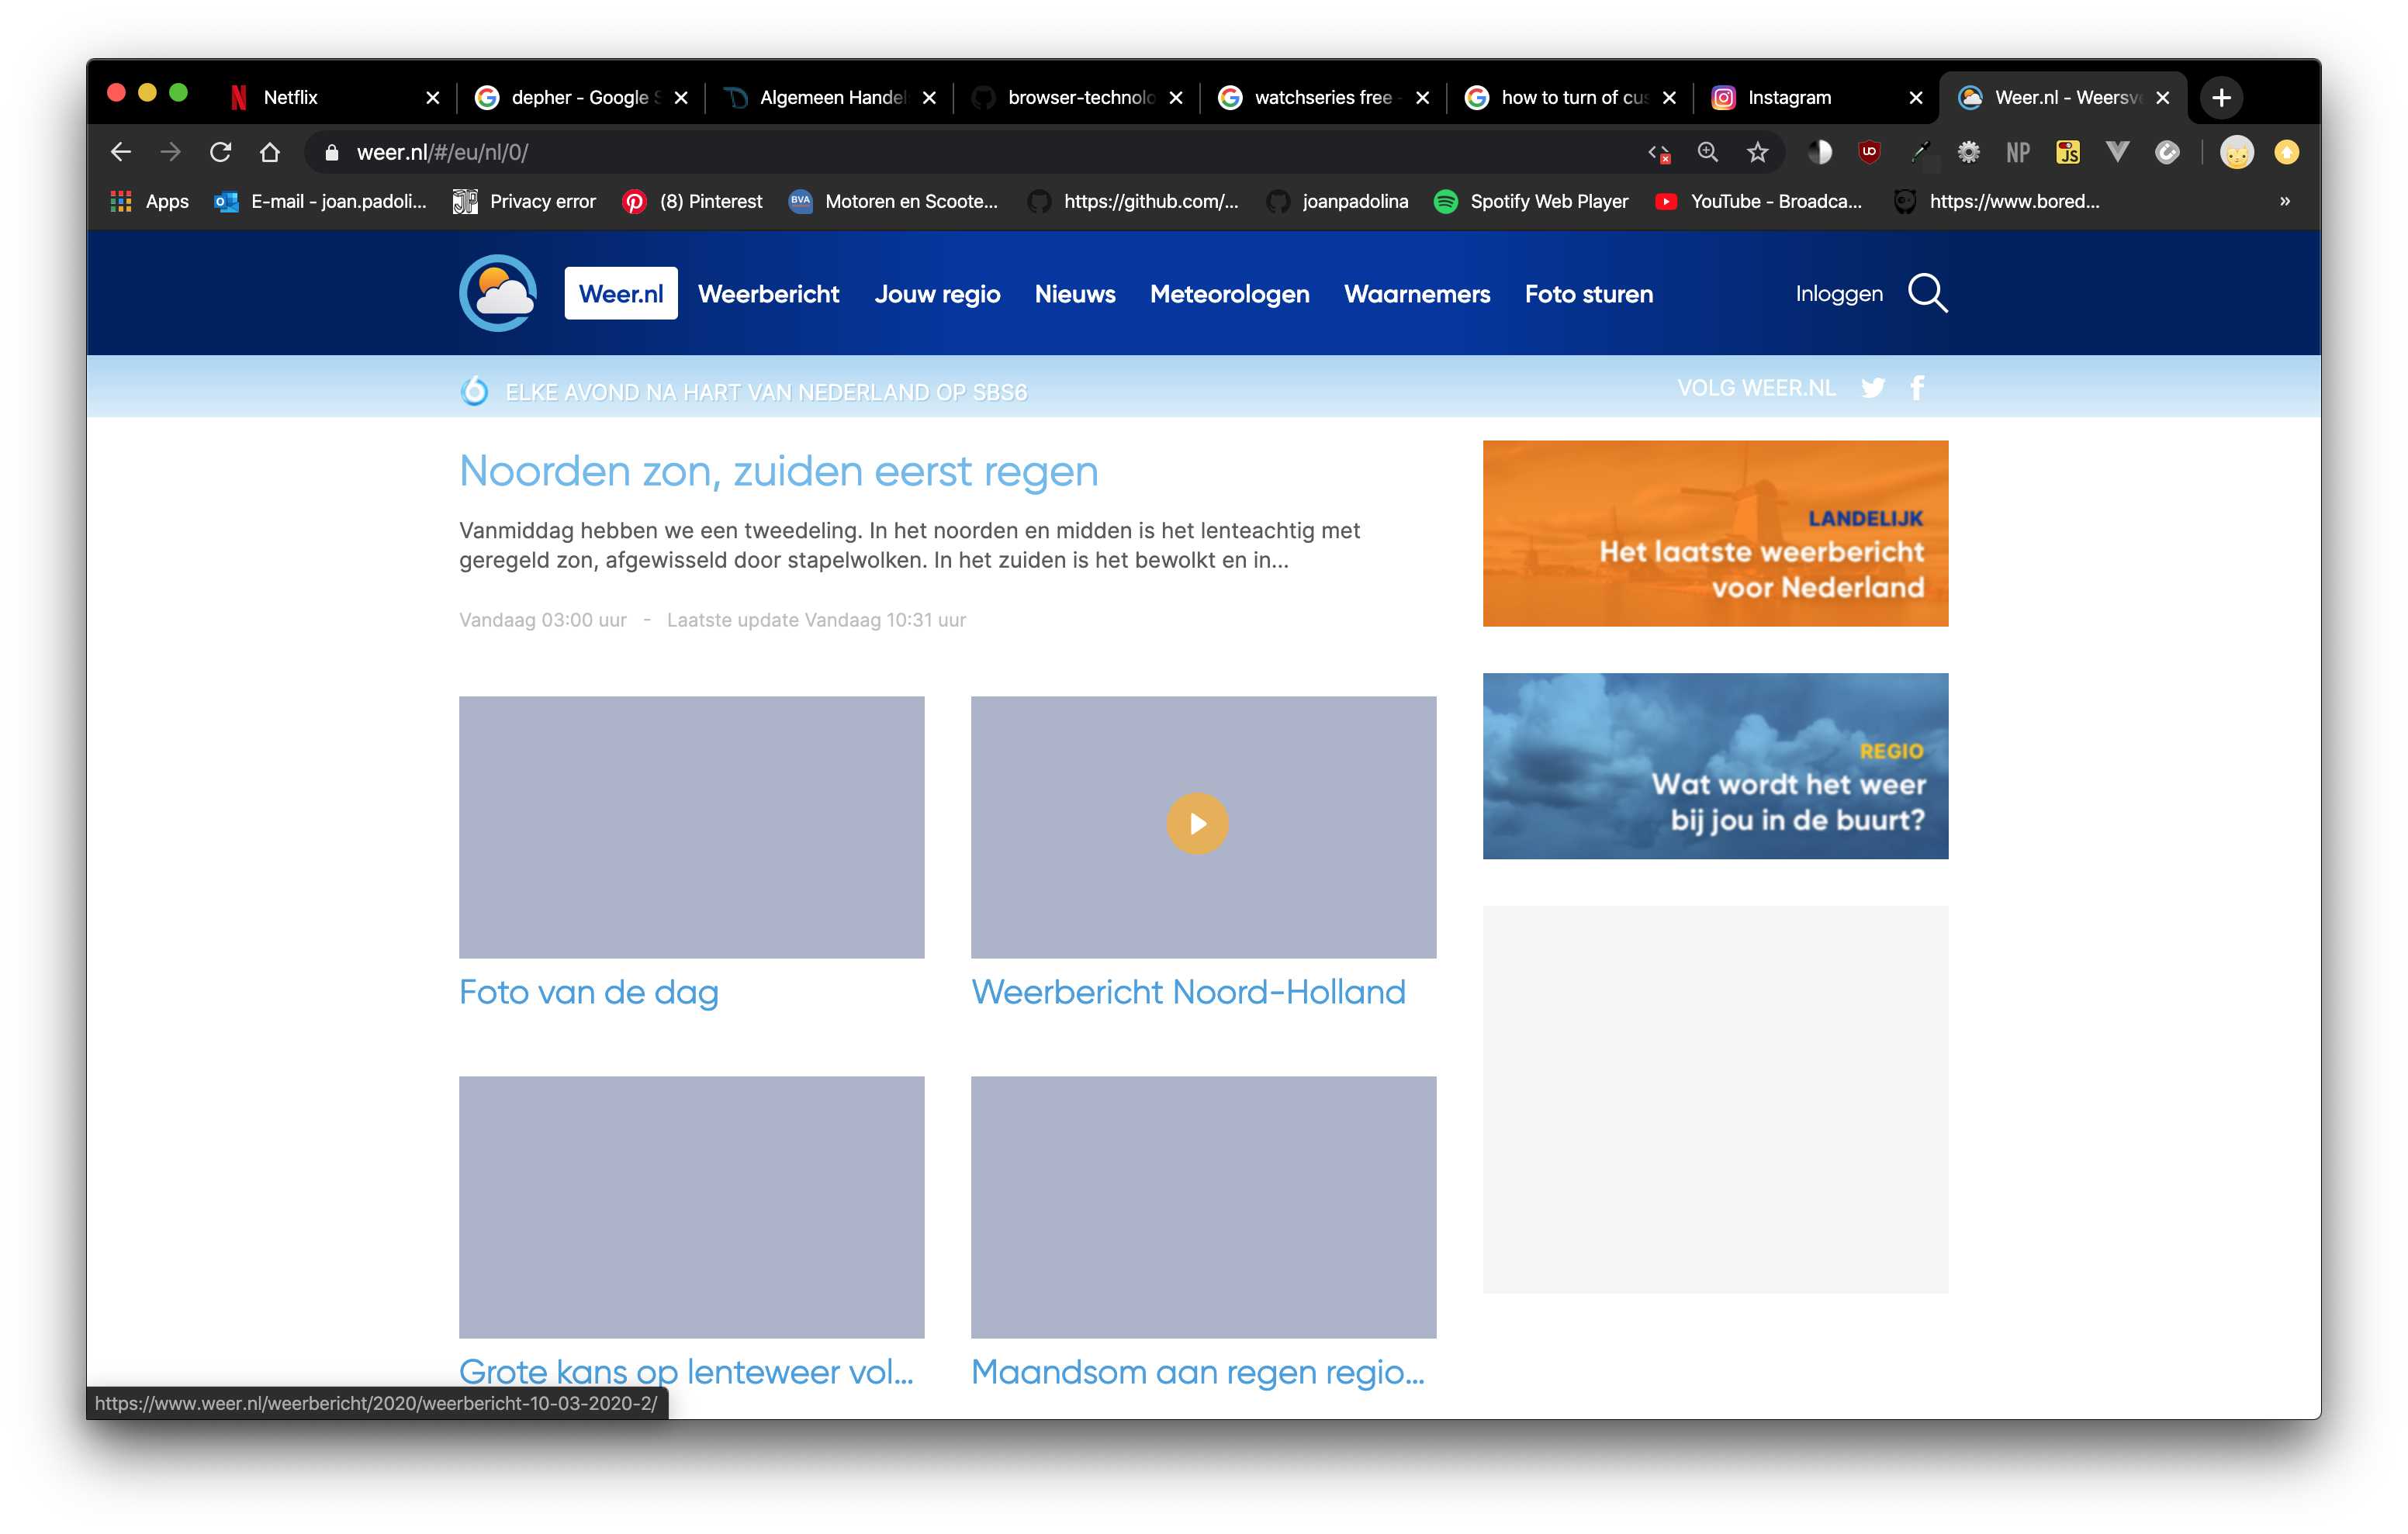 Netflix
depher - Google S
Algemeen Handel
browser-technolo
watchseries free -
how to turn of cus
Instagram
Weer.nl - Weersve
weer.nl/#/eu/nl/0/
Apps
E-mail - joan.padoli...
Privacy error
(8) Pinterest
Motoren en Scoote...
https://github.com/...
joanpadolina
Spotify Web Player
YouTube - Broadca...
https://www.bored...
»
Weer.nl
Weerbericht
Jouw regio
Nieuws
Meteorologen
Waarnemers
Foto sturen
Inloggen
6 ELKE AVOND NA HART VAN NEDERLAND OP SBS6
VOLG WEER.NL
Noorden zon, zuiden eerst regen
Vanmiddag hebben we een tweedeling. In het noorden en midden is het lenteachtig met
geregeld zon, afgewisseld door stapelwolken. In het zuiden is het bewolkt en in...
Vandaag 03:00 uur - Laatste update Vandaag 10:31 uur
LANDELIJK
Het laatste weerbericht
voor Nederland
REGIO
Wat wordt het weer
bij jou in de buurt?
Foto van de dag
Weerbericht Noord-Holland
Grote kans op lenteweer vol...
Maandsom aan regen regio...
https://www.weer.nl/weerbericht/2020/weerbericht-10-03-2020-2/